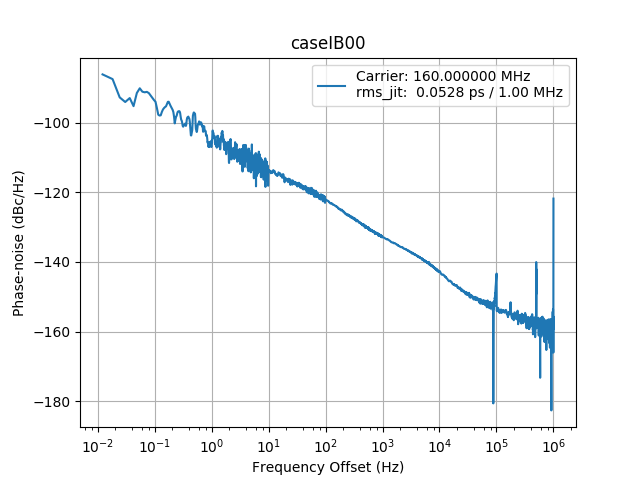 caseIB00
Carrier: 160.000000 MHz
rms_jit:  0.0528 ps / 1.00 MHz
Phase-noise (dBc/Hz)
−100
−120
−140
−160
−180
10⁻² 10⁻¹ 10⁰ 10¹ 10² 10³ 10⁴ 10⁵ 10⁶
Frequency Offset (Hz)